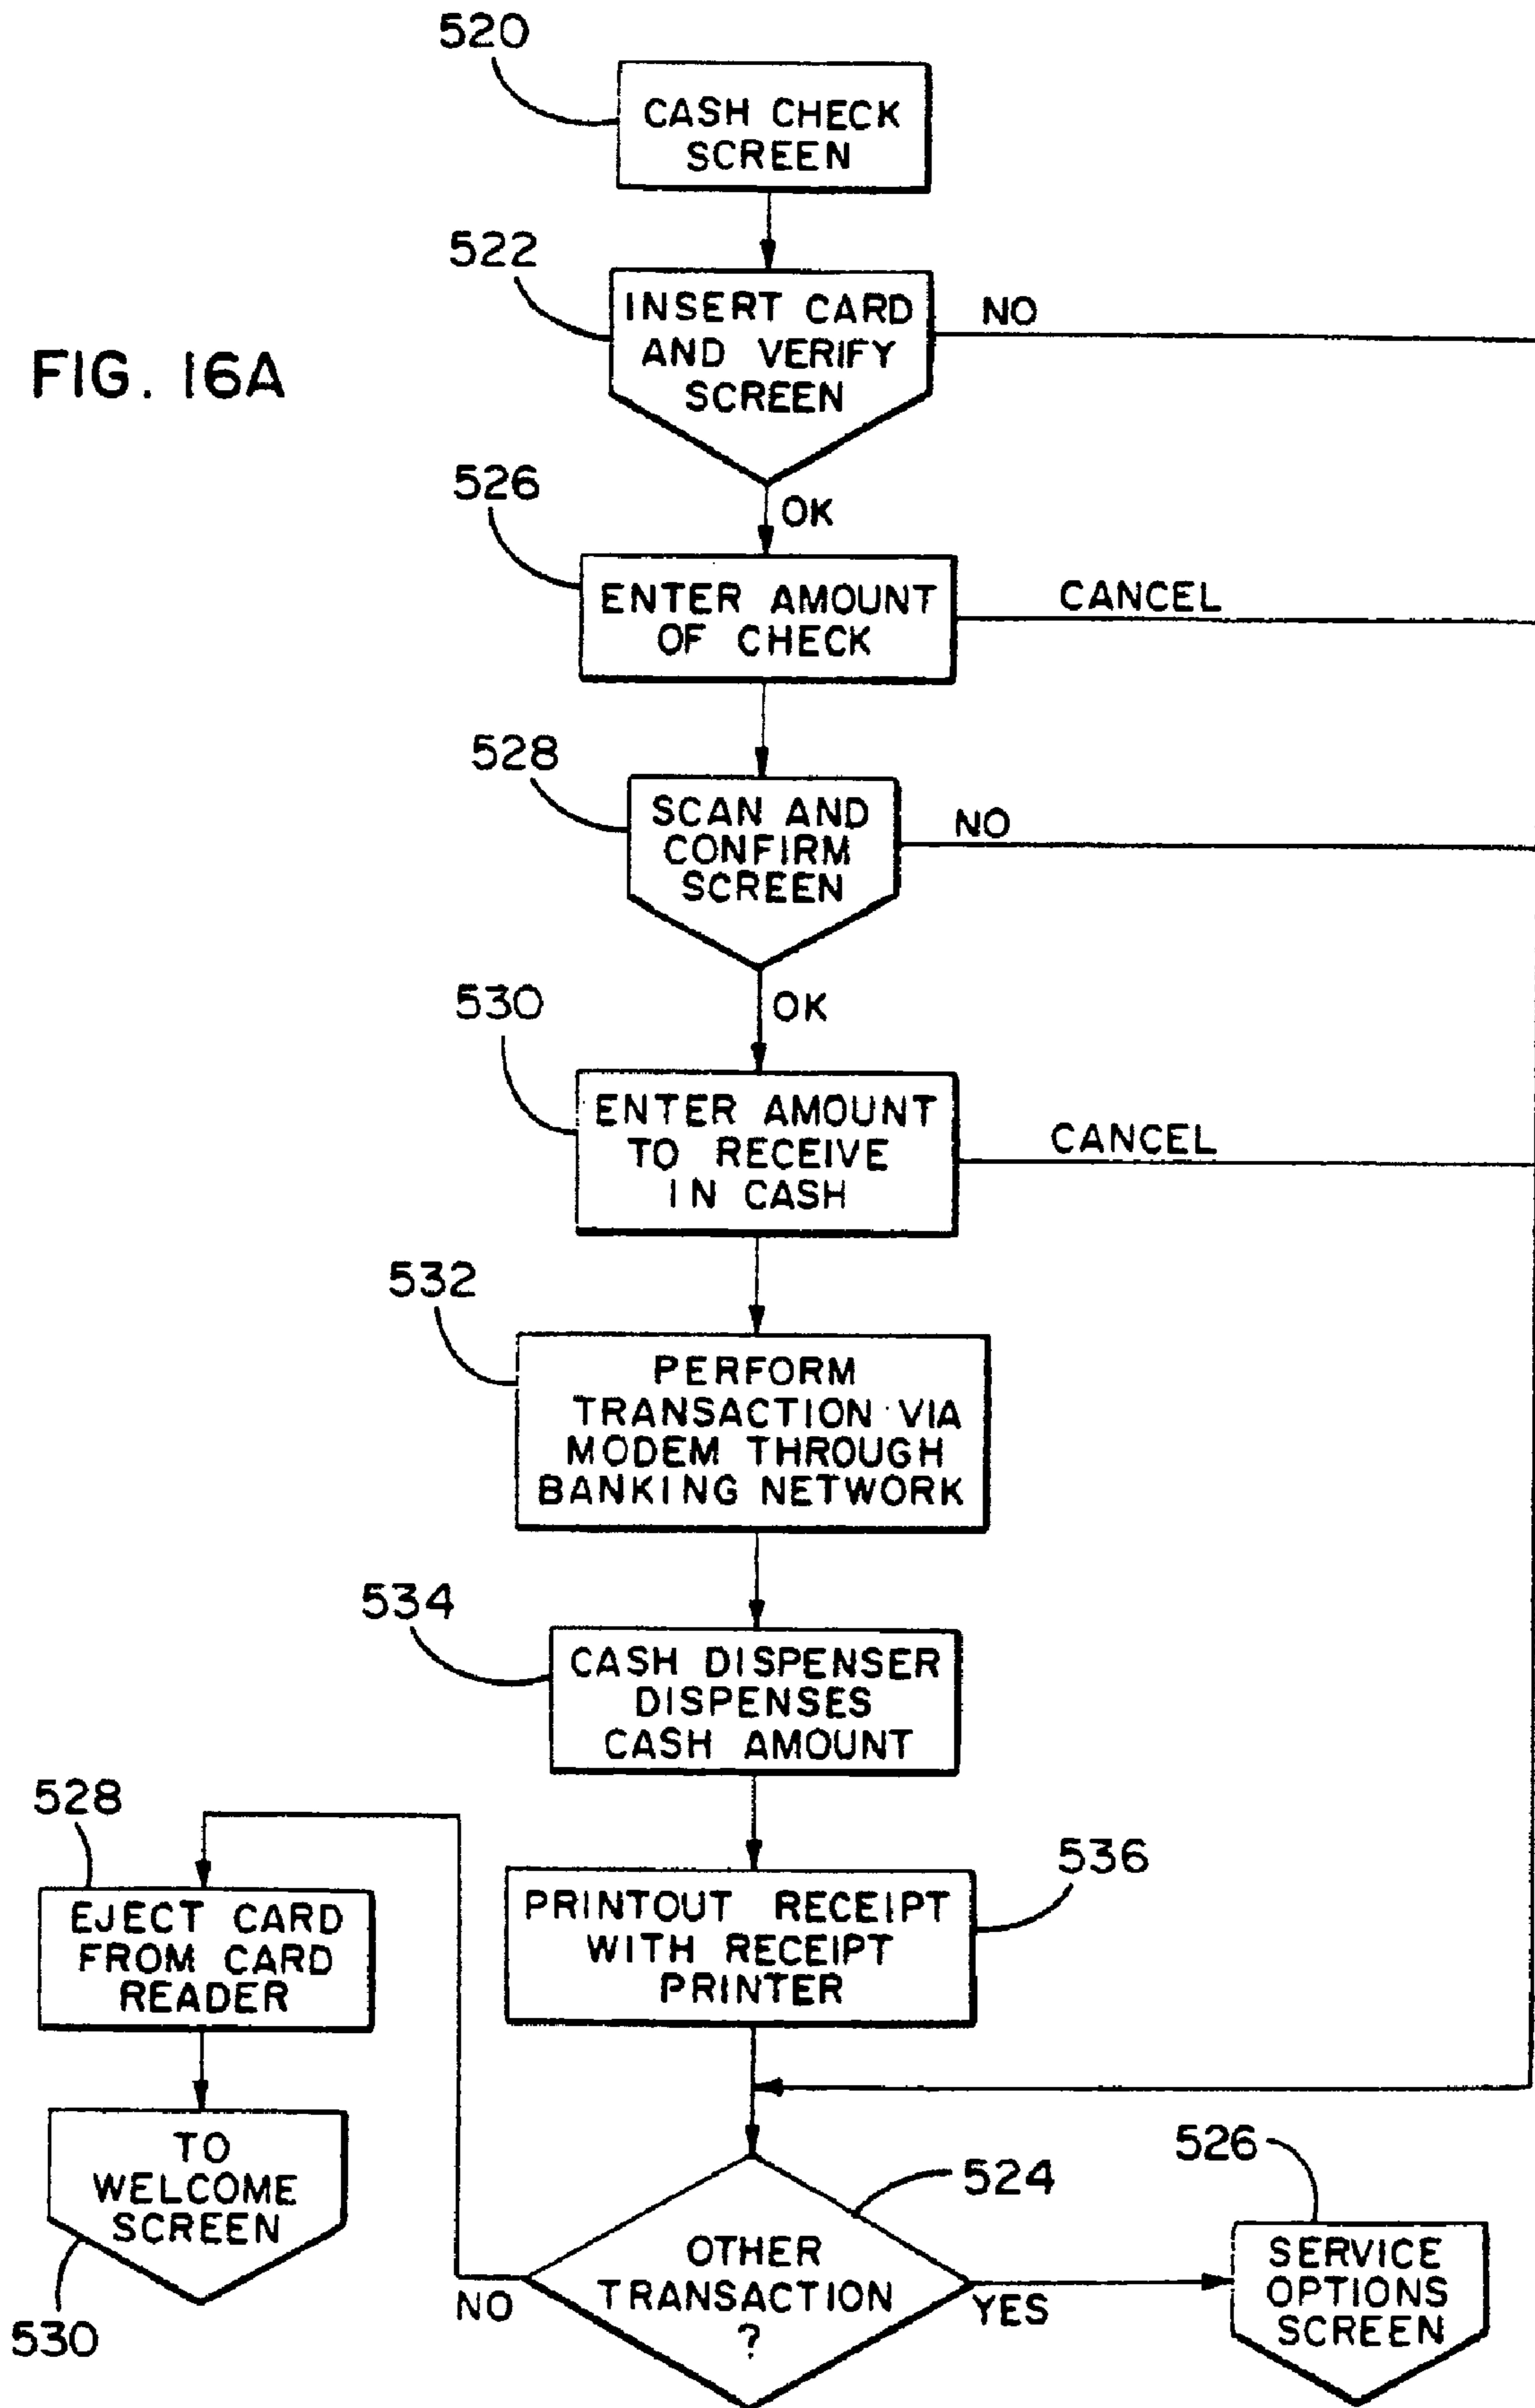 520
CASH CHECK
SCREEN
522
INSERT CARD
AND VERIFY
SCREEN
NO
FIG. 16A
OK
526
ENTER AMOUNT
OF CHECK
CANCEL
528
SCAN AND
CONFIRM
SCREEN
NO
OK
530
ENTER AMOUNT
TO RECEIVE
IN CASH
CANCEL
532
PERFORM
TRANSACTION VIA
MODEM THROUGH
BANKING NETWORK
534
CASH DISPENSER
DISPENSES
CASH AMOUNT
528
EJECT CARD
FROM CARD
READER
536
PRINTOUT RECEIPT
WITH RECEIPT
PRINTER
TO
WELCOME
SCREEN
530
524
OTHER
TRANSACTION
?
NO
YES
526
SERVICE
OPTIONS
SCREEN